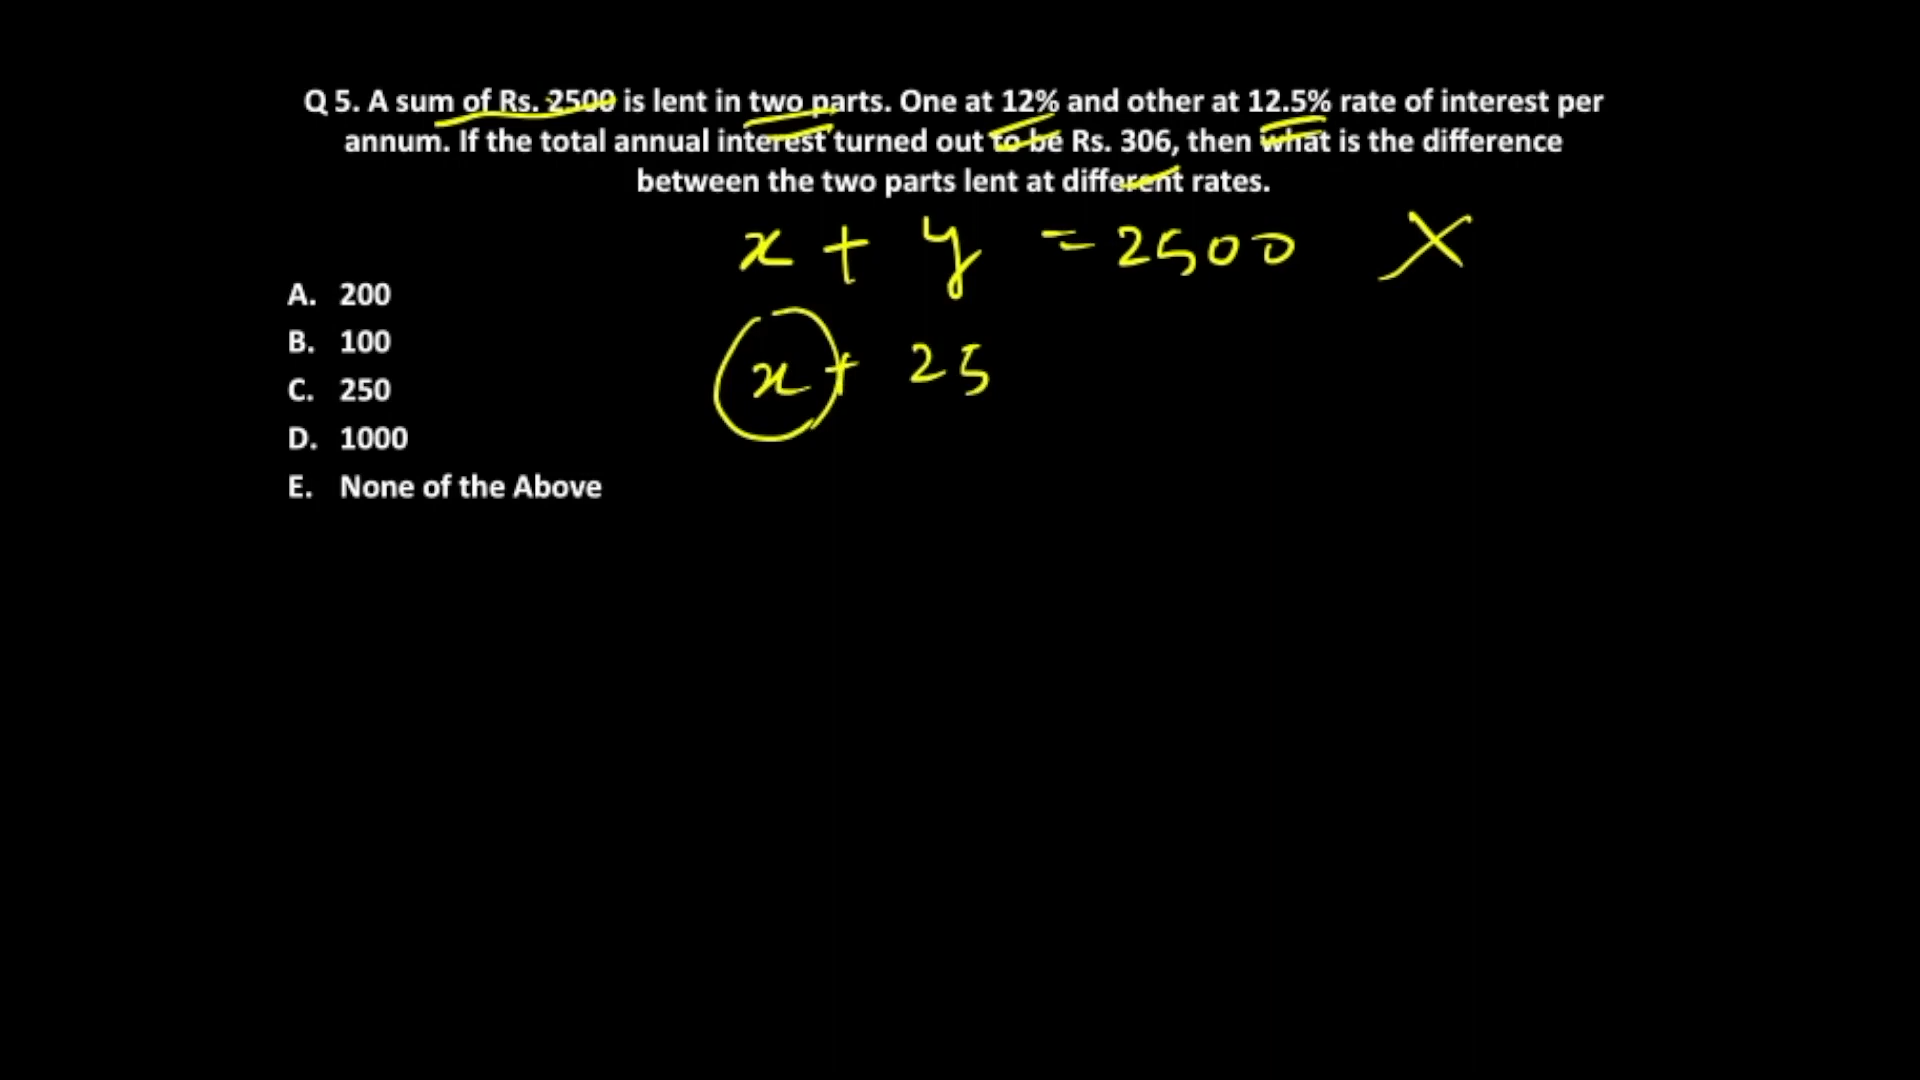 Q 5. A sum of Rs. 2500 is lent in two parts. One at 12% and other at 12.5% rate of interest per
annum. If the total annual interest turned out to be Rs. 306, then what is the difference
between the two parts lent at different rates.
x + y = 2500 X
A. 200
B. 100
x + 25
C. 250
D. 1000
E. None of the Above